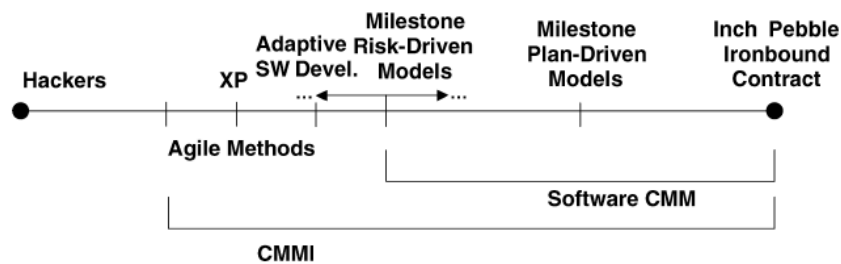 Hackers
XP
Adaptive
SW Devel.
Milestone
Risk-Driven
Models
Milestone
Plan-Driven
Models
Inch Pebble
Ironbound
Contract
... ...
Agile Methods
Software CMM
CMMI